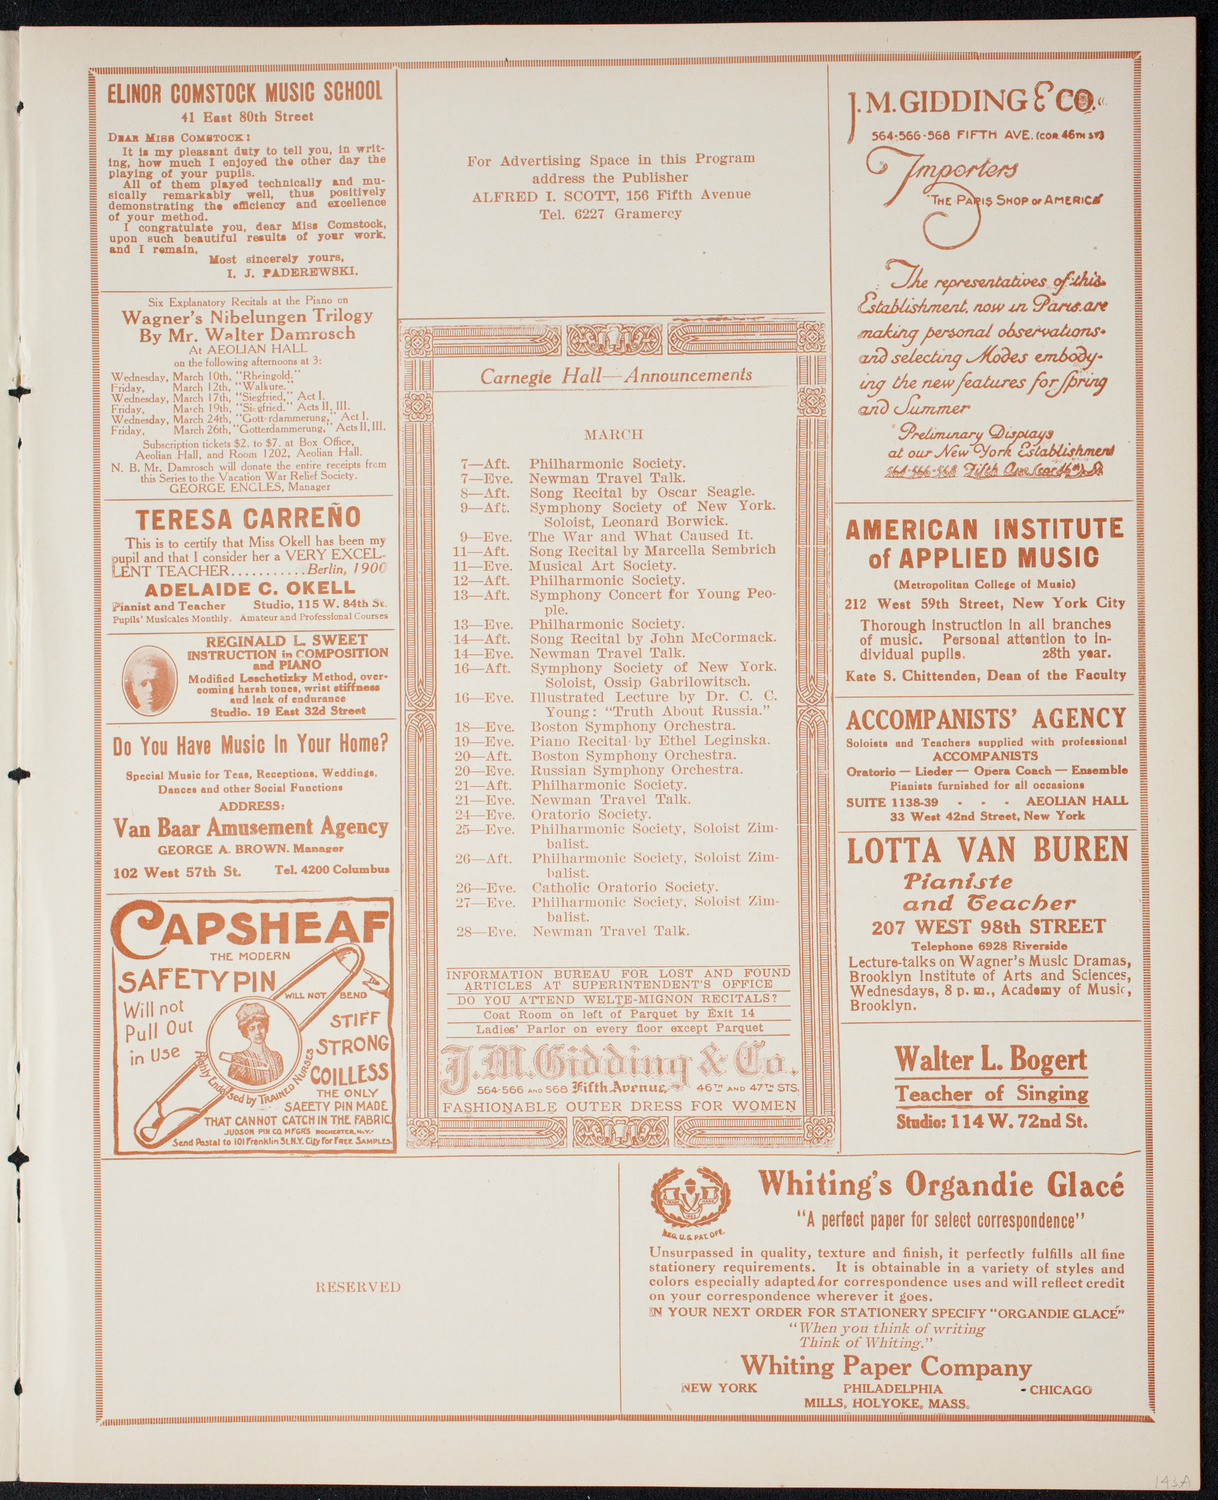 ELINOR COMSTOCK MUSIC SCHOOL
41 East 80th Street
DEAR MISS COMSTOCK:
It is my pleasant duty to tell you, in writ-
ing, how much I enjoyed the other day the
playing of your pupils.
All of them played technically and mu-
sically remarkably well, thus positively
demonstrating the efficiency and excellence
of your method.
I congratulate you, dear Miss Comstock,
upon such beautiful results of your work,
and I remain,
Most sincerely yours,
I. J. PADEREWSKI.
Six Explanatory Recitals at the Piano on
Wagner's Nibelungen Trilogy
By Mr. Walter Damrosch
At AEOLIAN HALL
on the following afternoons at 3:
Wednesday, March 10th, "Rheingold."
Friday, March 12th, "Walkure."
Wednesday, March 17th, "Siegfried," Act I.
Friday, March 19th, "Siegfried." Acts II, III.
Wednesday, March 24th, "Gotterdammerung," Act I.
Friday, March 26th, "Gotterdammerung," Acts II, III.
Subscription tickets $2. to $7. at Box Office,
Aeolian Hall, and Room 1202, Aeolian Hall.
N. B. Mr. Damrosch will donate the entire receipts from
this Series to the Vacation War Relief Society.
GEORGE ENGLES, Manager
TERESA CARREÑO
This is to certify that Miss Okell has been my
pupil and that I consider her a VERY EXCEL-
LENT TEACHER...........Berlin, 1900
ADELAIDE C. OKELL
Pianist and Teacher Studio, 115 W. 84th St.
Pupils' Musicales Monthly. Amateur and Professional Courses
REGINALD L. SWEET
INSTRUCTION in COMPOSITION
and PIANO
Modified Leschetizky Method, over-
coming harsh tones, wrist stiffness
and lack of endurance
Studio, 19 East 32d Street
Do You Have Music In Your Home?
Special Music for Teas, Receptions, Weddings,
Dances and other Social Functions
ADDRESS:
Van Baar Amusement Agency
GEORGE A. BROWN, Manager
102 West 57th St. Tel. 4200 Columbus
CAPSHEAF
THE MODERN
SAFETY PIN
WILL NOT BEND
Will not
Pull Out
in Use
STIFF
STRONG
COILLESS
Highly Endorsed by TRAINED NURSES
THE ONLY
SAFETY PIN MADE
THAT CANNOT CATCH IN THE FABRIC.
JUDSON PIN CO. MFGRS. ROCHESTER, N.Y.
Send Postal to 101 Franklin St. N.Y. City for FREE SAMPLES.
For Advertising Space in this Program
address the Publisher
ALFRED I. SCOTT, 156 Fifth Avenue
Tel. 6227 Gramercy
Carnegie Hall—Announcements
MARCH
7—Aft. Philharmonic Society.
7—Eve. Newman Travel Talk.
8—Aft. Song Recital by Oscar Seagle.
9—Aft. Symphony Society of New York.
Soloist, Leonard Borwick.
9—Eve. The War and What Caused It.
11—Aft. Song Recital by Marcella Sembrich
11—Eve. Musical Art Society.
12—Aft. Philharmonic Society.
13—Aft. Symphony Concert for Young Peo-
ple.
13—Eve. Philharmonic Society.
14—Aft. Song Recital by John McCormack.
14—Eve. Newman Travel Talk.
16—Aft. Symphony Society of New York.
Soloist, Ossip Gabrilowitsch.
16—Eve. Illustrated Lecture by Dr. C. C.
Young: "Truth About Russia."
18—Eve. Boston Symphony Orchestra.
19—Eve. Piano Recital by Ethel Leginska.
20—Aft. Boston Symphony Orchestra.
20—Eve. Russian Symphony Orchestra.
21—Aft. Philharmonic Society.
21—Eve. Newman Travel Talk.
24—Eve. Oratorio Society.
25—Eve. Philharmonic Society, Soloist Zim-
balist.
26—Aft. Philharmonic Society, Soloist Zim-
balist.
26—Eve. Catholic Oratorio Society.
27—Eve. Philharmonic Society, Soloist Zim-
balist.
28—Eve. Newman Travel Talk.
INFORMATION BUREAU FOR LOST AND FOUND
ARTICLES AT SUPERINTENDENT'S OFFICE
DO YOU ATTEND WELTE-MIGNON RECITALS?
Coat Room on left of Parquet by Exit 14
Ladies' Parlor on every floor except Parquet
J.M. Gidding & Co.
564-566 AND 568 Fifth Avenue, 46TH AND 47TH STS.
FASHIONABLE OUTER DRESS FOR WOMEN
J.M. GIDDING & CO.
564-566-568 FIFTH AVE. (COR. 46TH ST)
Importers
"THE PARIS SHOP OF AMERICA"
The representatives of this
Establishment, now in Paris are
making personal observations
and selecting Modes embody-
ing the new features for Spring
and Summer
Preliminary Displays
at our New York Establishment
564-566-568 Fifth Ave (cor 46th) St
AMERICAN INSTITUTE
of APPLIED MUSIC
(Metropolitan College of Music)
212 West 59th Street, New York City
Thorough instruction in all branches
of music. Personal attention to in-
dividual pupils. 28th year.
Kate S. Chittenden, Dean of the Faculty
ACCOMPANISTS' AGENCY
Soloists and Teachers supplied with professional
ACCOMPANISTS
Oratorio — Lieder — Opera Coach — Ensemble
Pianists furnished for all occasions
SUITE 1138-39 - - - AEOLIAN HALL
33 West 42nd Street, New York
LOTTA VAN BUREN
Pianiste
and Teacher
207 WEST 98th STREET
Telephone 6928 Riverside
Lecture-talks on Wagner's Music Dramas,
Brooklyn Institute of Arts and Sciences,
Wednesdays, 8 p. m., Academy of Music,
Brooklyn.
Walter L. Bogert
Teacher of Singing
Studio: 114 W. 72nd St.
RESERVED
REG. U.S. PAT. OFF.
Whiting's Organdie Glacé
"A perfect paper for select correspondence"
Unsurpassed in quality, texture and finish, it perfectly fulfills all fine
stationery requirements. It is obtainable in a variety of styles and
colors especially adapted for correspondence uses and will reflect credit
on your correspondence wherever it goes.
IN YOUR NEXT ORDER FOR STATIONERY SPECIFY "ORGANDIE GLACÉ"
"When you think of writing
Think of Whiting."
Whiting Paper Company
NEW YORK PHILADELPHIA CHICAGO
MILLS, HOLYOKE, MASS.
143A